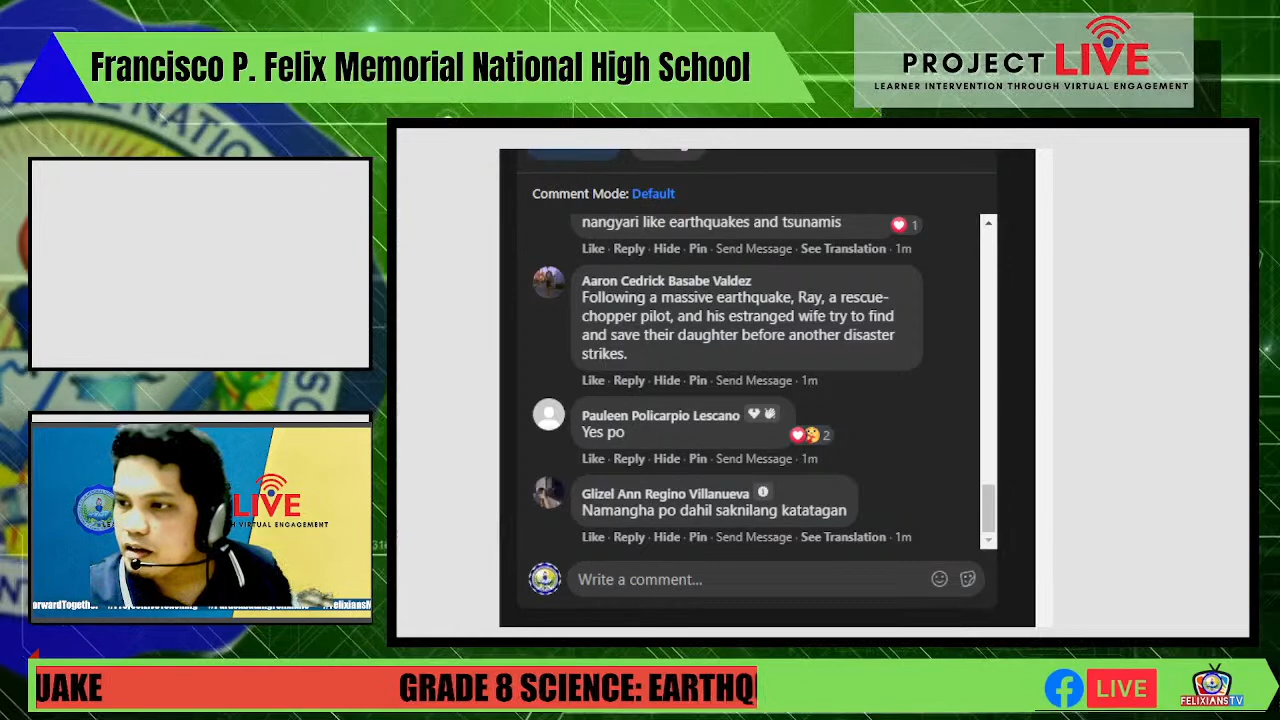 Francisco P. Felix Memorial National High School
PROJECT LIVE
LEARNER INTERVENTION THROUGH VIRTUAL ENGAGEMENT
Comment Mode: Default
nangyari like earthquakes and tsunamis
1
Like · Reply · Hide · Pin · Send Message · See Translation · 1m
Aaron Cedrick Basabe Valdez
Following a massive earthquake, Ray, a rescue-
chopper pilot, and his estranged wife try to find
and save their daughter before another disaster
strikes.
Like · Reply · Hide · Pin · Send Message · 1m
Pauleen Policarpio Lescano
Yes po
2
Like · Reply · Hide · Pin · Send Message · 1m
Glizel Ann Regino Villanueva
Namangha po dahil saknilang katatagan
Like · Reply · Hide · Pin · Send Message · See Translation · 1m
Write a comment...
LIVE
VIRTUAL ENGAGEMENT
orwardTogether
UAKE
GRADE 8 SCIENCE: EARTHQ
LIVE
FELIXIANS TV